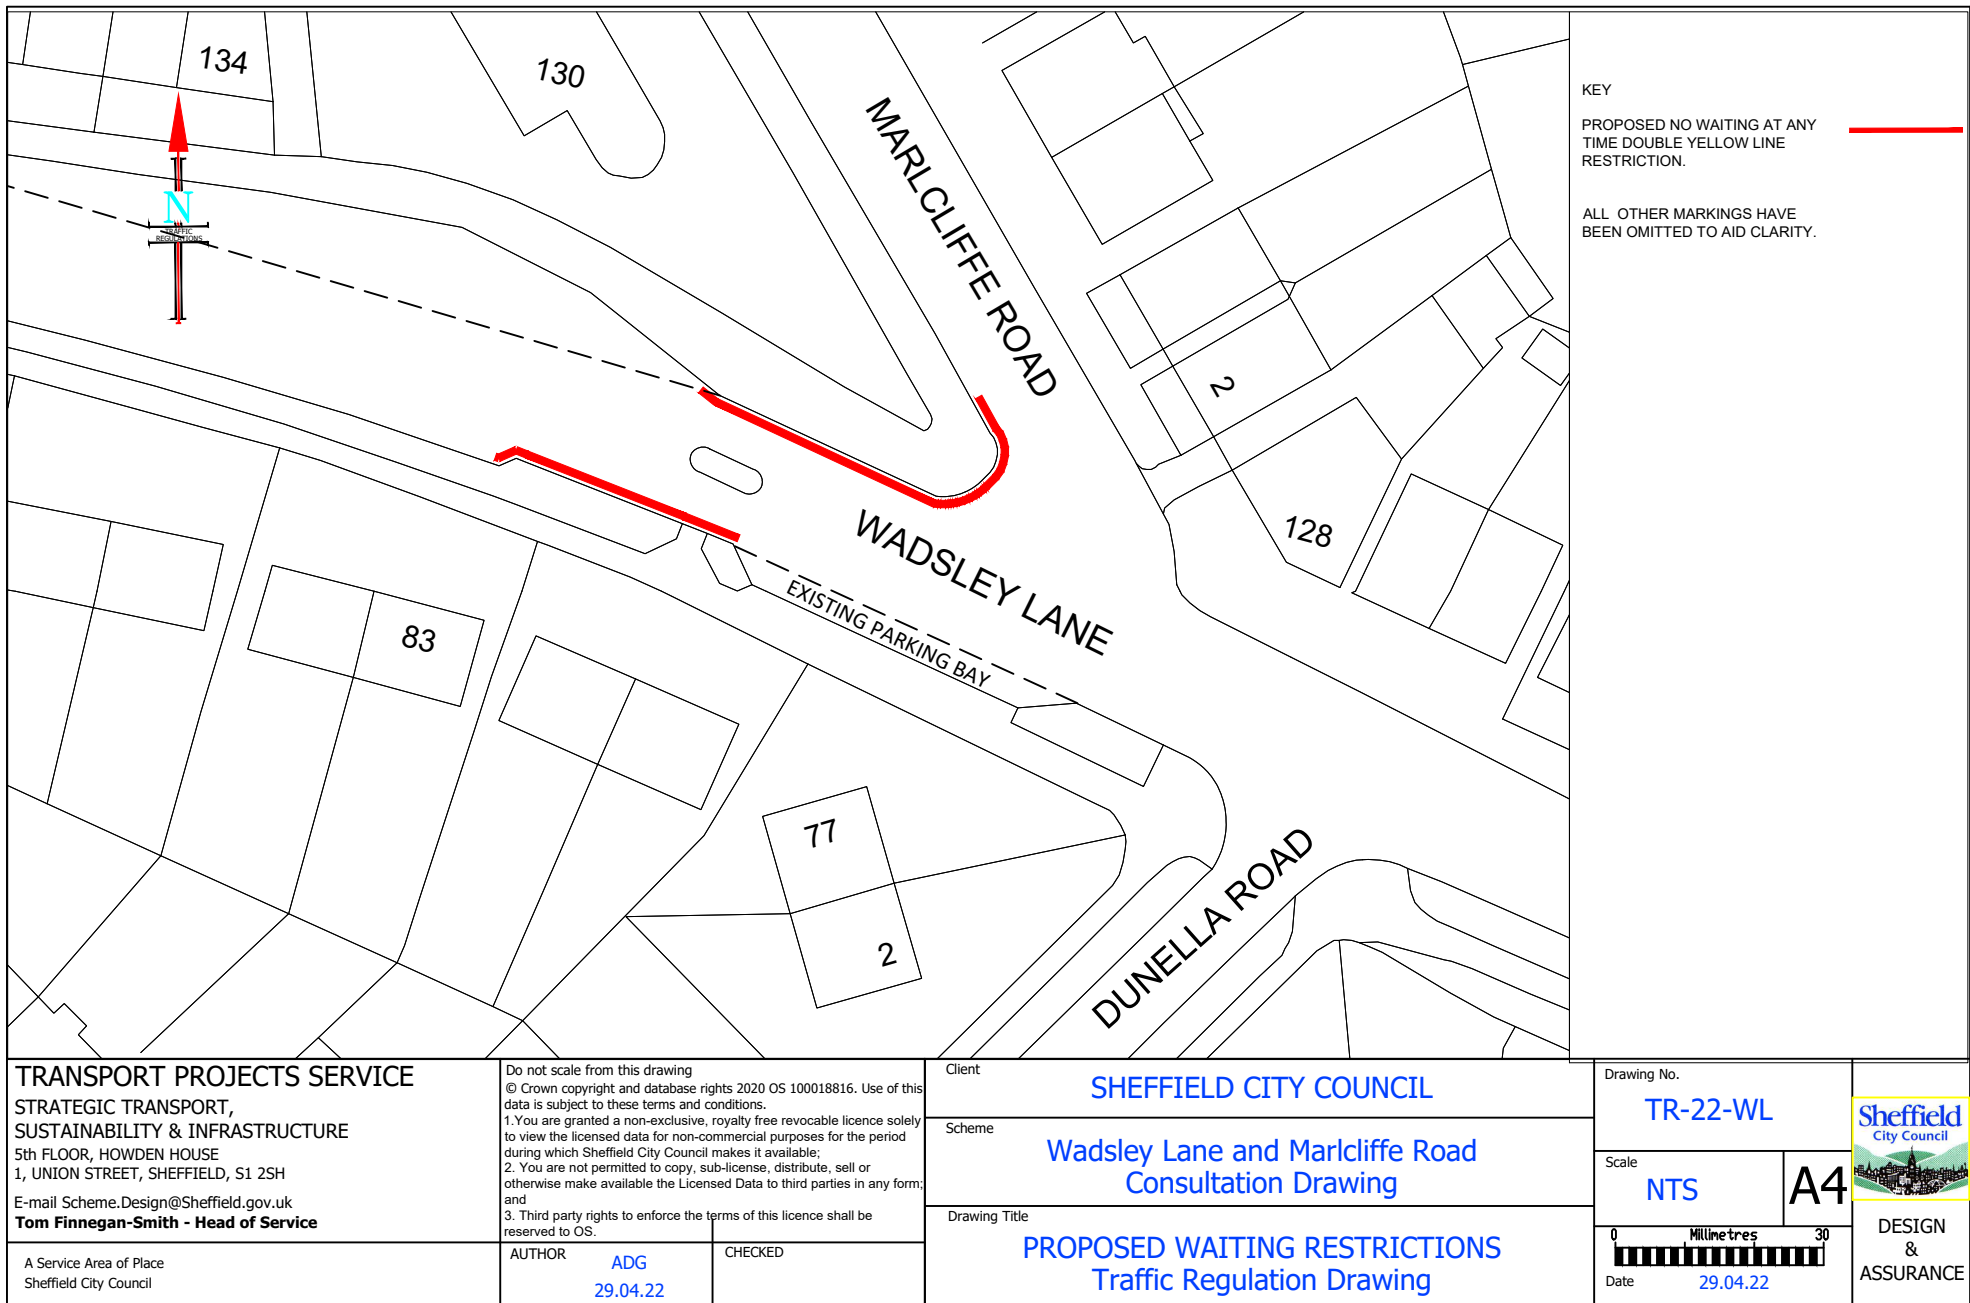 134
130
N
TRAFFIC
REGULATIONS
MARLCLIFFE ROAD
2
128
WADSLEY LANE
EXISTING PARKING BAY
83
77
2
DUNELLA ROAD
KEY
PROPOSED NO WAITING AT ANY
TIME DOUBLE YELLOW LINE
RESTRICTION.
ALL OTHER MARKINGS HAVE
BEEN OMITTED TO AID CLARITY.
TRANSPORT PROJECTS SERVICE
STRATEGIC TRANSPORT,
SUSTAINABILITY & INFRASTRUCTURE
5th FLOOR, HOWDEN HOUSE
1, UNION STREET, SHEFFIELD, S1 2SH
E-mail Scheme.Design@Sheffield.gov.uk
Tom Finnegan-Smith - Head of Service
A Service Area of Place
Sheffield City Council
Do not scale from this drawing
© Crown copyright and database rights 2020 OS 100018816. Use of this
data is subject to these terms and conditions.
1.You are granted a non-exclusive, royalty free revocable licence solely
to view the licensed data for non-commercial purposes for the period
during which Sheffield City Council makes it available;
2. You are not permitted to copy, sub-license, distribute, sell or
otherwise make available the Licensed Data to third parties in any form;
and
3. Third party rights to enforce the terms of this licence shall be
reserved to OS.
AUTHOR
ADG
29.04.22
CHECKED
Client
SHEFFIELD CITY COUNCIL
Scheme
Wadsley Lane and Marlcliffe Road
Consultation Drawing
Drawing Title
PROPOSED WAITING RESTRICTIONS
Traffic Regulation Drawing
Drawing No.
TR-22-WL
Scale
NTS
A4
0 Millimetres 30
Date
29.04.22
Sheffield
City Council
DESIGN
&
ASSURANCE